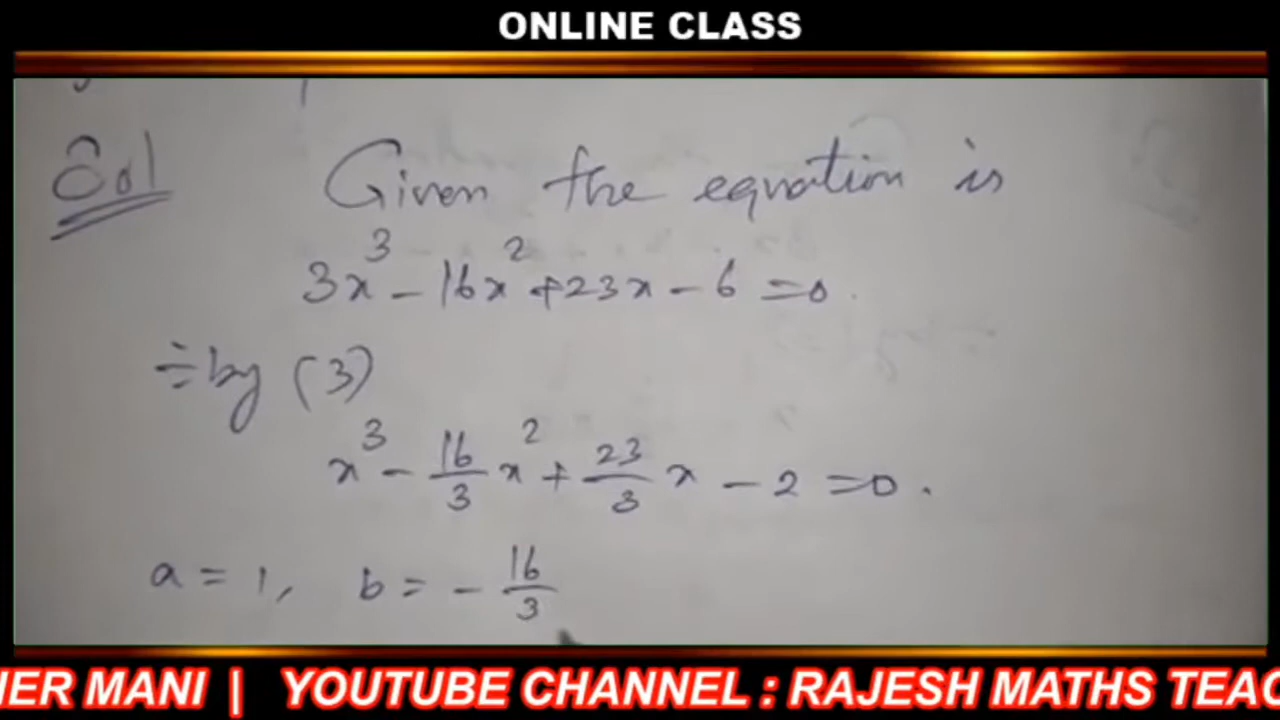 ONLINE CLASS
Sol Given the equation is
3x³ - 16x² + 23x - 6 = 0.
÷ by (3)
x³ - 16/3 x² + 23/3 x - 2 = 0.
a = 1, b = - 16/3
HER MANI | YOUTUBE CHANNEL : RAJESH MATHS TEAC